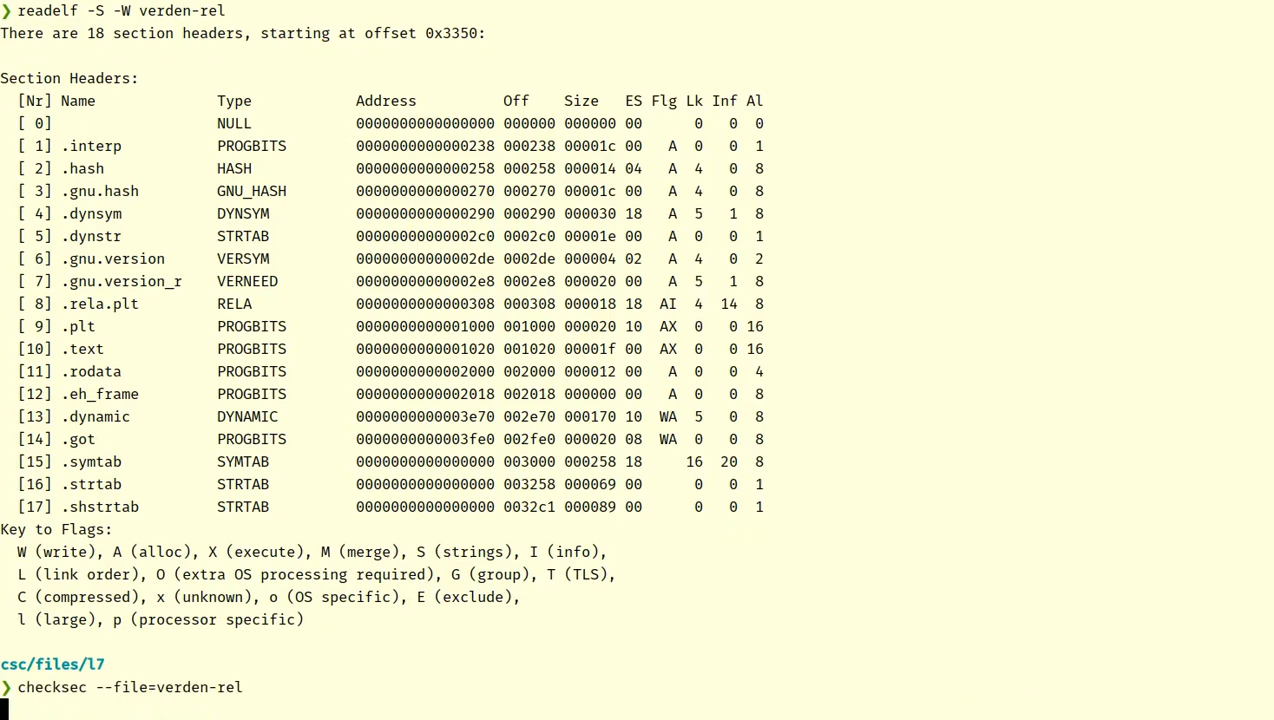 ❯ readelf -S -W verden-rel
There are 18 section headers, starting at offset 0x3350:
Section Headers:
  [Nr] Name              Type            Address          Off    Size   ES Flg Lk Inf Al
  [ 0]                   NULL            0000000000000000 000000 000000 00      0   0  0
  [ 1] .interp           PROGBITS        0000000000000238 000238 00001c 00   A  0   0  1
  [ 2] .hash             HASH            0000000000000258 000258 000014 04   A  4   0  8
  [ 3] .gnu.hash         GNU_HASH        0000000000000270 000270 00001c 00   A  4   0  8
  [ 4] .dynsym           DYNSYM          0000000000000290 000290 000030 18   A  5   1  8
  [ 5] .dynstr           STRTAB          00000000000002c0 0002c0 00001e 00   A  0   0  1
  [ 6] .gnu.version      VERSYM          00000000000002de 0002de 000004 02   A  4   0  2
  [ 7] .gnu.version_r    VERNEED         00000000000002e8 0002e8 000020 00   A  5   1  8
  [ 8] .rela.plt         RELA            0000000000000308 000308 000018 18  AI  4  14  8
  [ 9] .plt              PROGBITS        0000000000001000 001000 000020 10  AX  0   0 16
  [10] .text             PROGBITS        0000000000001020 001020 00001f 00  AX  0   0 16
  [11] .rodata           PROGBITS        0000000000002000 002000 000012 00   A  0   0  4
  [12] .eh_frame         PROGBITS        0000000000002018 002018 000000 00   A  0   0  8
  [13] .dynamic          DYNAMIC         0000000000003e70 002e70 000170 10  WA  5   0  8
  [14] .got              PROGBITS        0000000000003fe0 002fe0 000020 08  WA  0   0  8
  [15] .symtab           SYMTAB          0000000000000000 003000 000258 18     16  20  8
  [16] .strtab           STRTAB          0000000000000000 003258 000069 00      0   0  1
  [17] .shstrtab         STRTAB          0000000000000000 0032c1 000089 00      0   0  1
Key to Flags:
  W (write), A (alloc), X (execute), M (merge), S (strings), I (info),
  L (link order), O (extra OS processing required), G (group), T (TLS),
  C (compressed), x (unknown), o (OS specific), E (exclude),
  l (large), p (processor specific)
csc/files/l7
❯ checksec --file=verden-rel